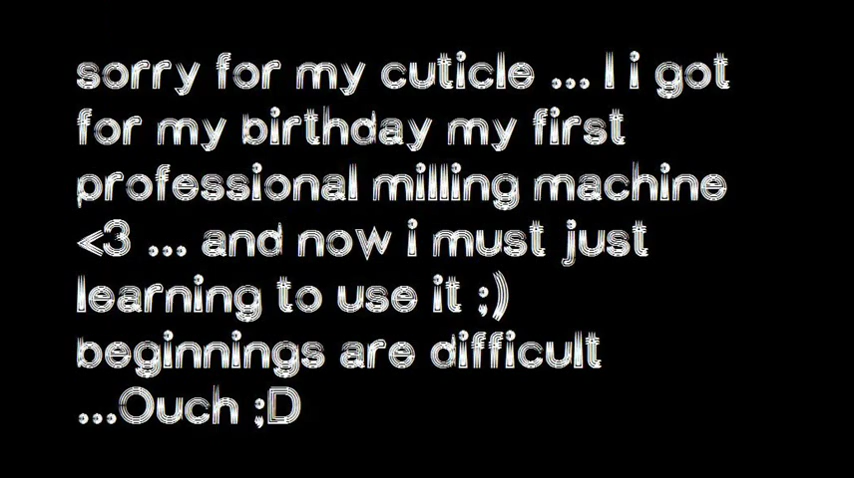 sorry for my cuticle ... I i got
for my birthday my first
professional milling machine
<3 ... and now i must just
learning to use it ;)
beginnings are difficult
...Ouch ;D